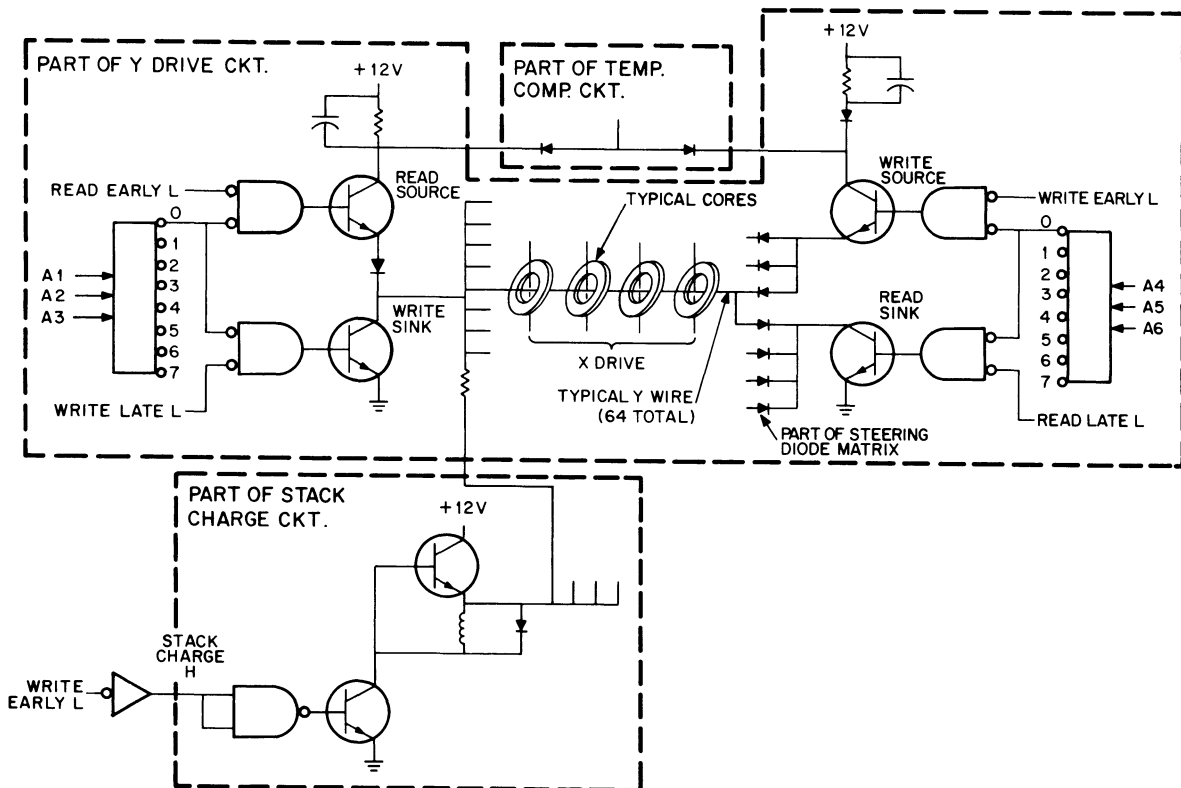 PART OF Y DRIVE CKT.
+12V
PART OF TEMP.
COMP. CKT.
+12V
READ EARLY L
READ
SOURCE
TYPICAL CORES
WRITE
SOURCE
WRITE EARLY L
0
1
2
3
4
5
6
7
A1
A2
A3
WRITE
SINK
X DRIVE
READ
SINK
0
1
2
3
4
5
6
7
A4
A5
A6
WRITE LATE L
TYPICAL Y WIRE
(64 TOTAL)
PART OF STEERING
DIODE MATRIX
READ LATE L
PART OF STACK
CHARGE CKT.
+12V
STACK
CHARGE
H
WRITE
EARLY L